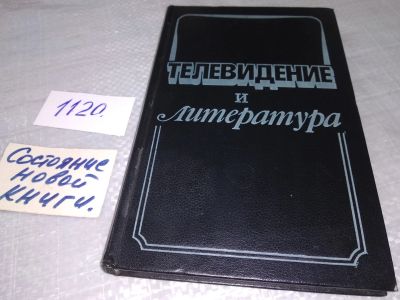 ТЕЛЕВИДЕНИЕ
и
Литература
1120.
Состояние
новой
книги.